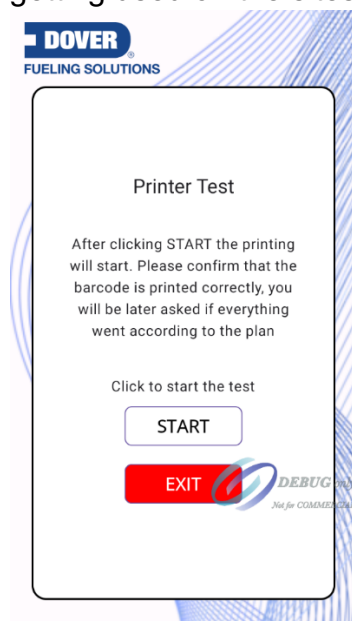 DOVER
FUELING SOLUTIONS
Printer Test
After clicking START the printing
will start. Please confirm that the
barcode is printed correctly, you
will be later asked if everything
went according to the plan
Click to start the test
START
EXIT
DEBUG only
Not for COMMERCIAL